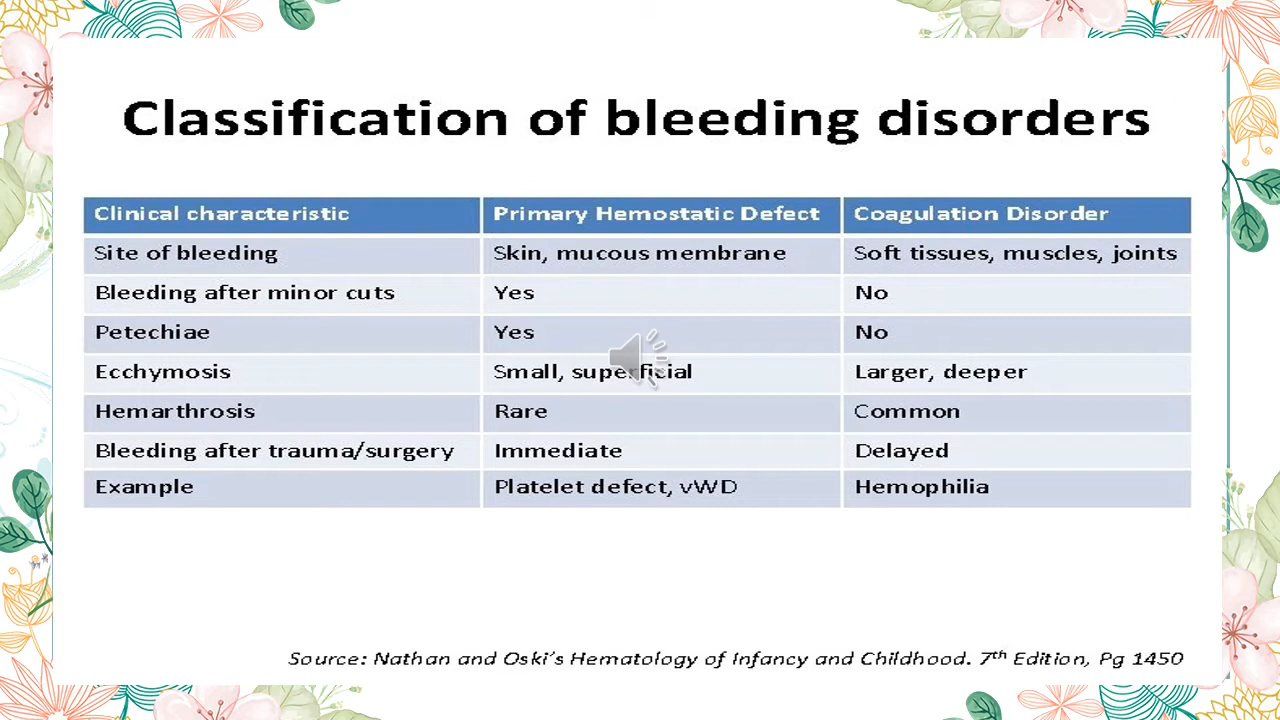 Classification of bleeding disorders
Clinical characteristic Primary Hemostatic Defect Coagulation Disorder
Site of bleeding Skin, mucous membrane Soft tissues, muscles, joints
Bleeding after minor cuts Yes No
Petechiae Yes No
Ecchymosis Small, superficial Larger, deeper
Hemarthrosis Rare Common
Bleeding after trauma/surgery Immediate Delayed
Example Platelet defect, vWD Hemophilia
Source: Nathan and Oski's Hematology of Infancy and Childhood. 7th Edition, Pg 1450